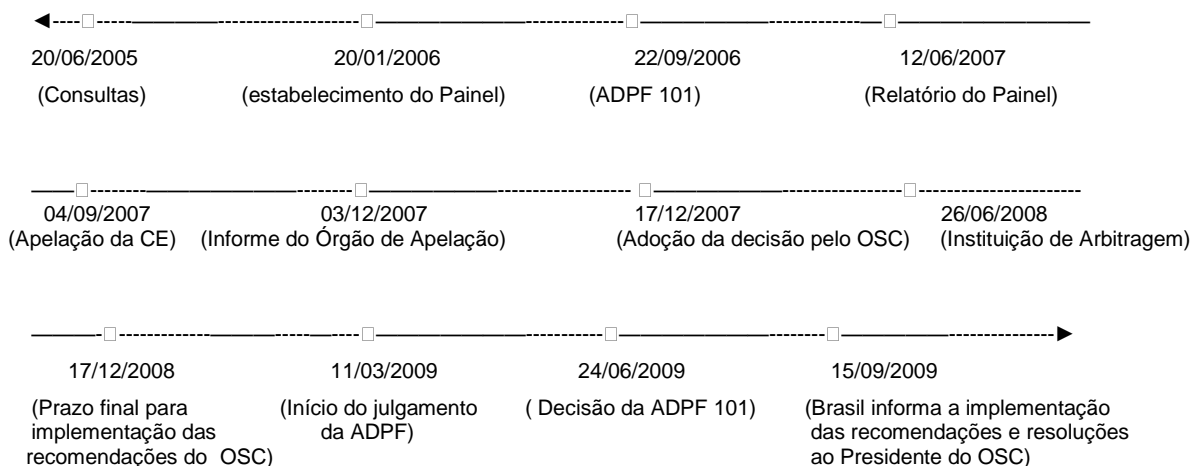 20/06/2005 20/01/2006 22/09/2006 12/06/2007
(Consultas) (estabelecimento do Painel) (ADPF 101) (Relatório do Painel)
04/09/2007 03/12/2007 17/12/2007 26/06/2008
(Apelação da CE) (Informe do Órgão de Apelação) (Adoção da decisão pelo OSC) (Instituição de Arbitragem)
17/12/2008 11/03/2009 24/06/2009 15/09/2009
(Prazo final para (Início do julgamento ( Decisão da ADPF 101) (Brasil informa a implementação
implementação das da ADPF) das recomendações e resoluções
recomendações do OSC) ao Presidente do OSC)